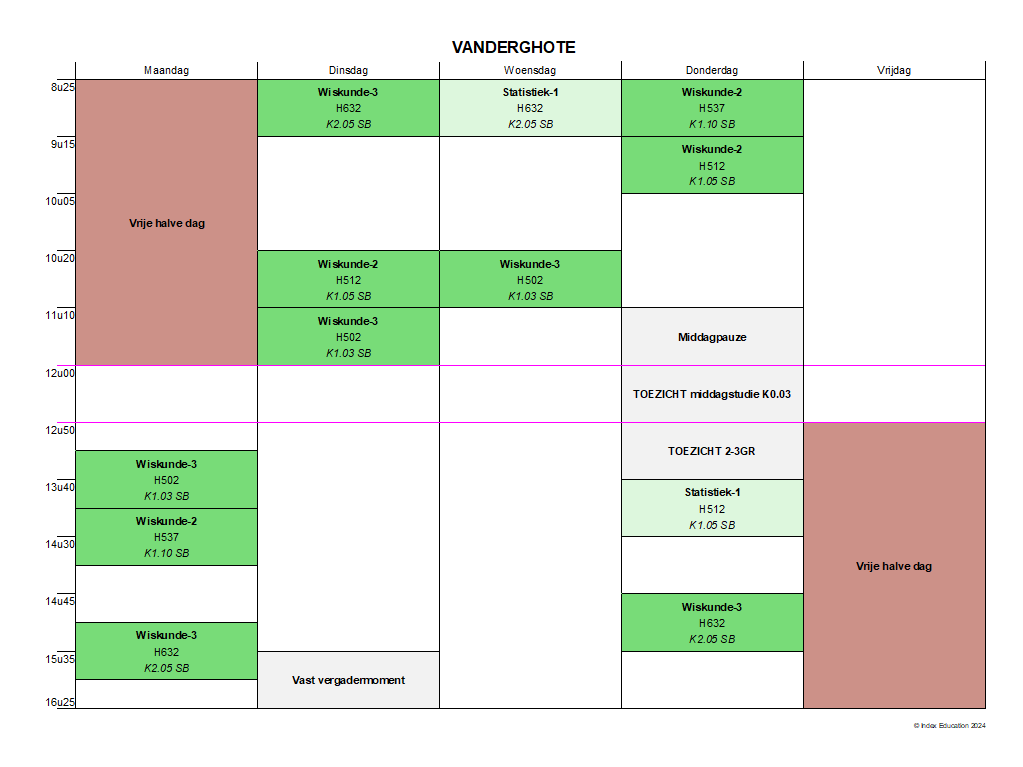 VANDERGHOTE
Maandag
Dinsdag
Woensdag
Donderdag
Vrijdag
8u25
9u15
10u05
10u20
11u10
12u00
12u50
13u40
14u30
14u45
15u35
16u25
Vrije halve dag
Wiskunde-3
H502
K1.03 SB
Wiskunde-2
H537
K1.10 SB
Wiskunde-3
H632
K2.05 SB
Wiskunde-3
H632
K2.05 SB
Wiskunde-2
H512
K1.05 SB
Wiskunde-3
H502
K1.03 SB
Vast vergadermoment
Statistiek-1
H632
K2.05 SB
Wiskunde-3
H502
K1.03 SB
Wiskunde-2
H537
K1.10 SB
Wiskunde-2
H512
K1.05 SB
Middagpauze
TOEZICHT middagstudie K0.03
TOEZICHT 2-3GR
Statistiek-1
H512
K1.05 SB
Wiskunde-3
H632
K2.05 SB
Vrije halve dag
© Index Education 2024